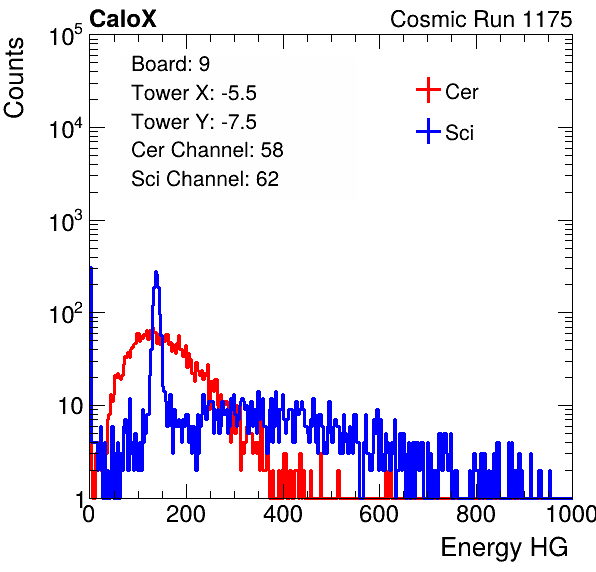 CaloX Cosmic Run 1175
Counts
10^5
10^4
10^3
10^2
10
1
Board: 9
Tower X: -5.5
Tower Y: -7.5
Cer Channel: 58
Sci Channel: 62
Cer
Sci
0 200 400 600 800 1000
Energy HG